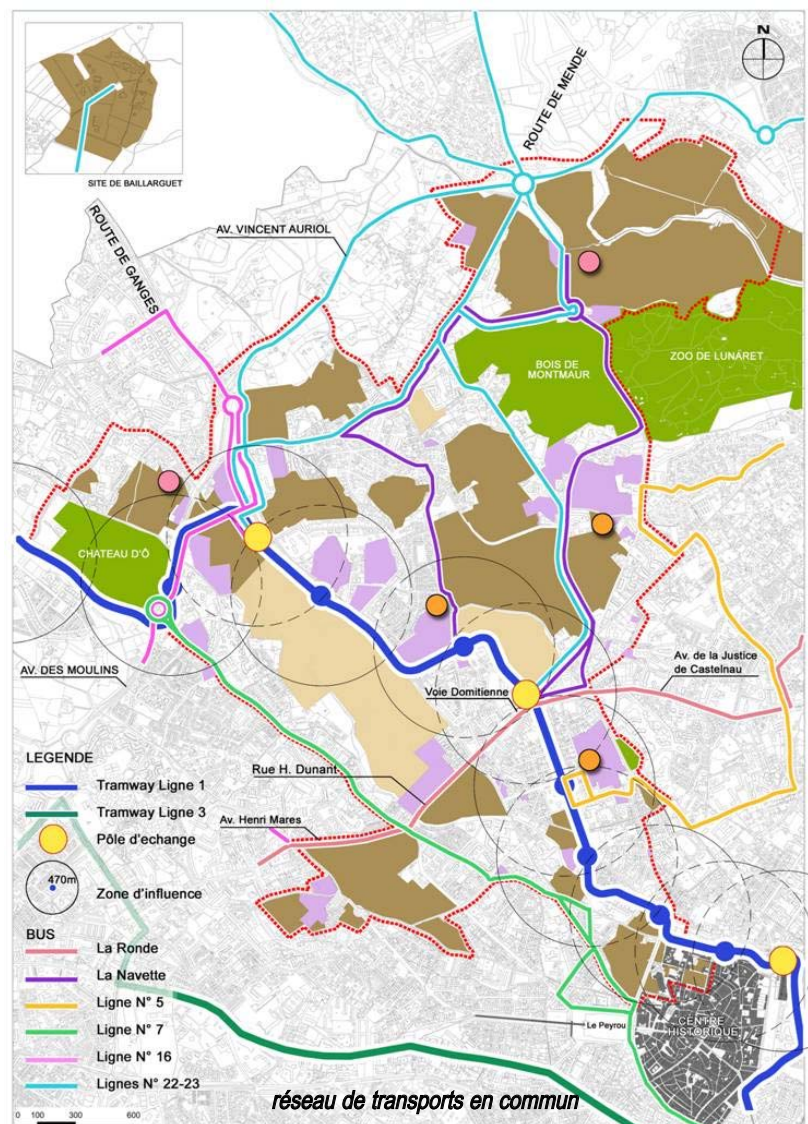 N
SITE DE BAILLARGUET
ROUTE DE MENDE
ROUTE DE GANGES
AV. VINCENT AURIOL
BOIS DE
MONTMAUR
ZOO DE LUNARET
CHATEAU D'Ô
AV. DES MOULINS
Voie Domitienne
Av. de la Justice
de Castelnau
Rue H. Dunant
Av. Henri Mares
CENTRE
HISTORIQUE
Le Peyrou
LEGENDE
Tramway Ligne 1
Tramway Ligne 3
Pôle d'echange
470m
Zone d'influence
BUS
La Ronde
La Navette
Ligne N° 5
Ligne N° 7
Ligne N° 16
Lignes N° 22-23
réseau de transports en commun
0 100 300 600